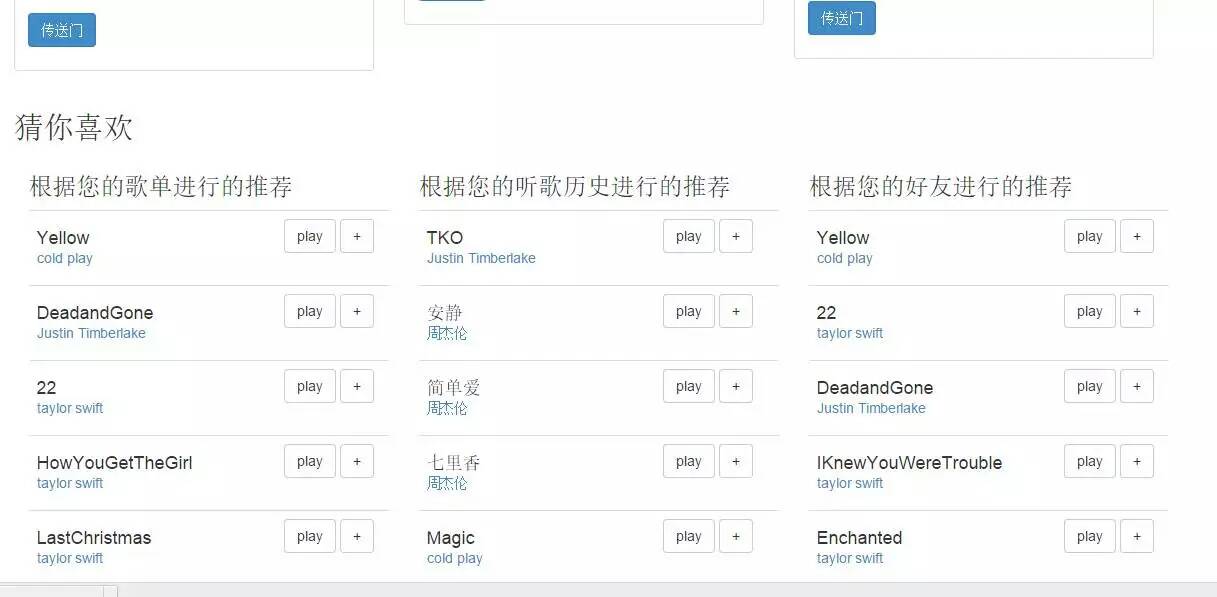 传送门
传送门
猜你喜欢
根据您的歌单进行的推荐
Yellow play +
cold play
DeadandGone play +
Justin Timberlake
22 play +
taylor swift
HowYouGetTheGirl play +
taylor swift
LastChristmas play +
taylor swift
根据您的听歌历史进行的推荐
TKO play +
Justin Timberlake
安静 play +
周杰伦
简单爱 play +
周杰伦
七里香 play +
周杰伦
Magic play +
cold play
根据您的好友进行的推荐
Yellow play +
cold play
22 play +
taylor swift
DeadandGone play +
Justin Timberlake
IKnewYouWereTrouble play +
taylor swift
Enchanted play +
taylor swift